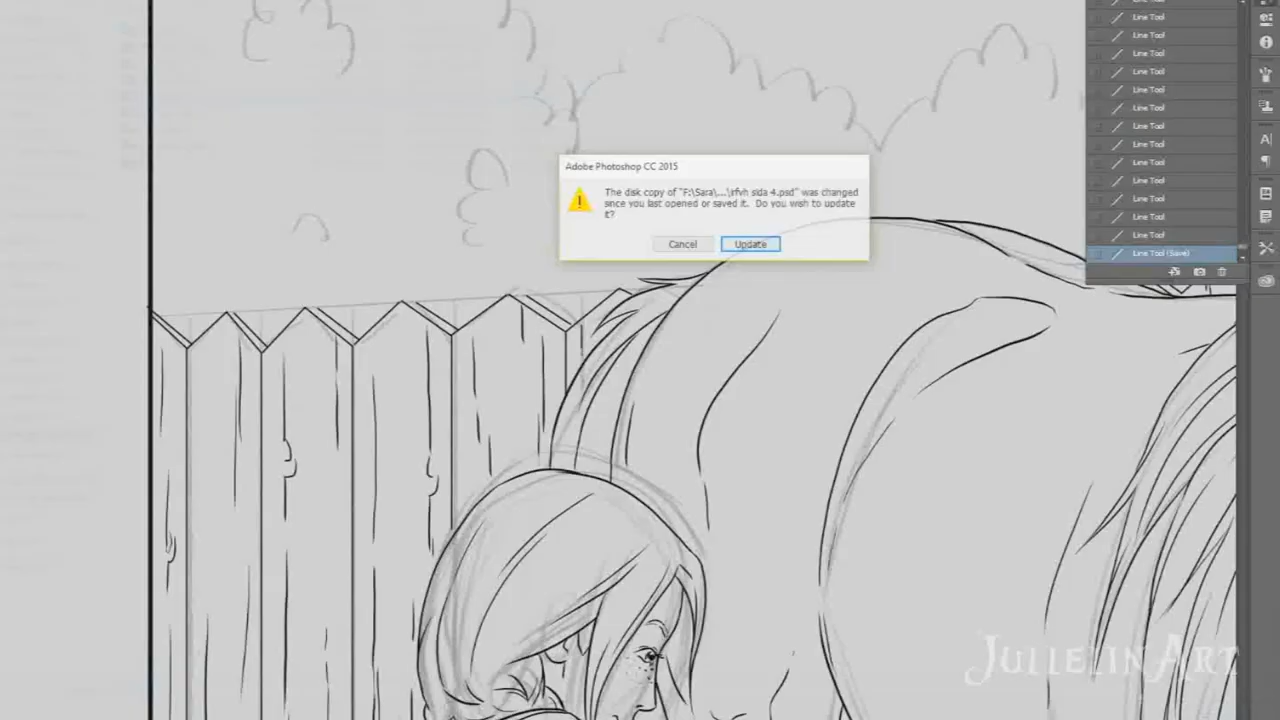 Line Tool
Line Tool
Line Tool
Line Tool
Line Tool
Line Tool
Line Tool
Line Tool
Line Tool
Line Tool
Line Tool
Line Tool
Line Tool
Line Tool (Save)
Adobe Photoshop CC 2015
The disk copy of "F:\Sara\...\rfvh sida 4.psd" was changed
since you last opened or saved it. Do you wish to update
it?
Cancel
Update
JULLELIN ART